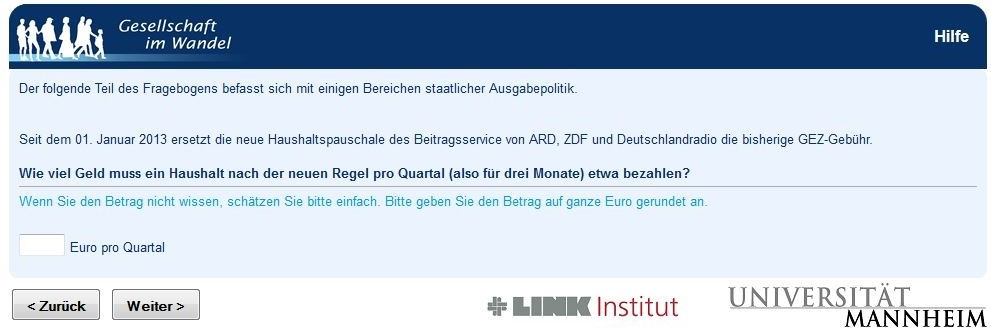 Gesellschaft
im Wandel
Hilfe
Der folgende Teil des Fragebogens befasst sich mit einigen Bereichen staatlicher Ausgabepolitik.
Seit dem 01. Januar 2013 ersetzt die neue Haushaltspauschale des Beitragsservice von ARD, ZDF und Deutschlandradio die bisherige GEZ-Gebühr.
Wie viel Geld muss ein Haushalt nach der neuen Regel pro Quartal (also für drei Monate) etwa bezahlen?
Wenn Sie den Betrag nicht wissen, schätzen Sie bitte einfach. Bitte geben Sie den Betrag auf ganze Euro gerundet an.
Euro pro Quartal
< Zurück
Weiter >
LINK Institut
UNIVERSITÄT
MANNHEIM